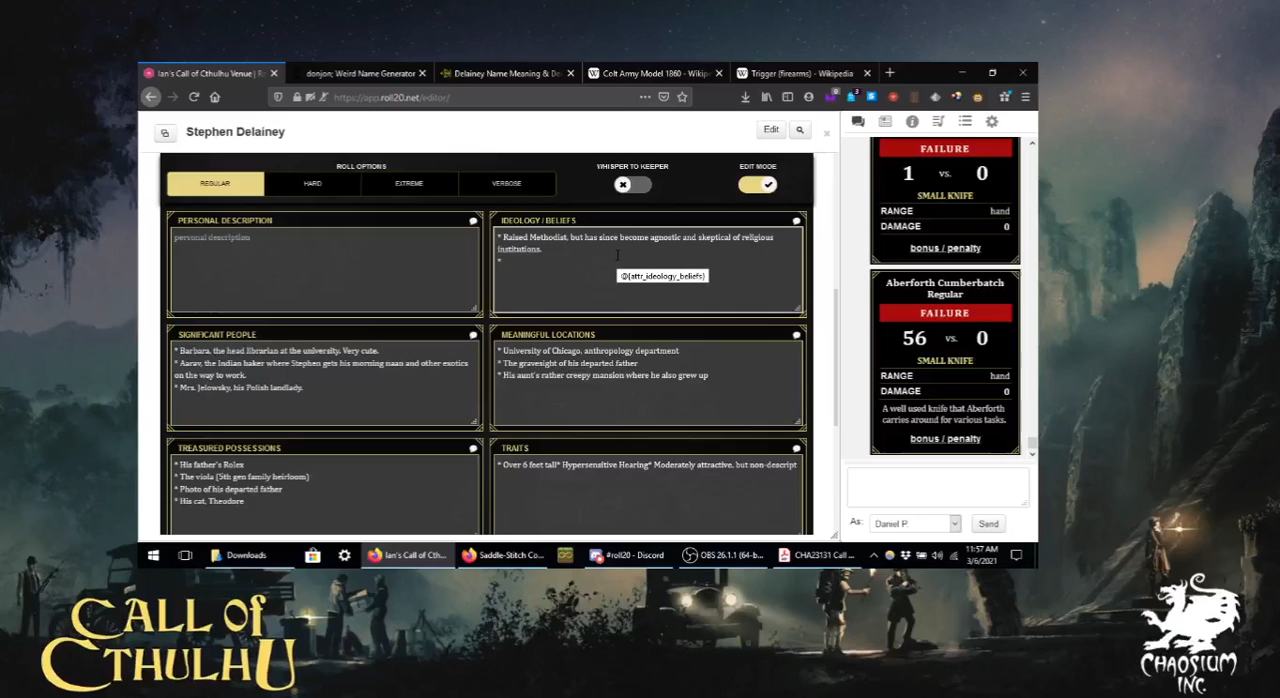 Ian's Call of Cthulhu Venue | Ro
donjon; Weird Name Generator
Delainey Name Meaning & De
Colt Army Model 1860 - Wikipe
Trigger (firearms) - Wikipedia
https://app.roll20.net/editor/
Stephen Delainey
Edit
ROLL OPTIONS
WHISPER TO KEEPER
EDIT MODE
REGULAR
HARD
EXTREME
VERBOSE
PERSONAL DESCRIPTION
personal description
IDEOLOGY / BELIEFS
* Raised Methodist, but has since become agnostic and skeptical of religious
institutions.
*
@{attr_ideology_beliefs}
SIGNIFICANT PEOPLE
* Barbara, the head librarian at the university. Very cute.
* Aarav, the Indian baker where Stephen gets his morning naan and other exotics
on the way to work.
* Mrs. Jelowsky, his Polish landlady.
MEANINGFUL LOCATIONS
* University of Chicago, anthropology department
* The gravesight of his departed father
* His aunt's rather creepy mansion where he also grew up
TREASURED POSSESSIONS
* His father's Rolex
* The viola (5th gen family heirloom)
* Photo of his departed father
* His cat, Theodore
TRAITS
* Over 6 feet tall* Hypersensitive Hearing* Moderately attractive, but non-descript
FAILURE
1 vs. 0
SMALL KNIFE
RANGE hand
DAMAGE 0
bonus / penalty
Aberforth Cumberbatch
Regular
FAILURE
56 vs. 0
SMALL KNIFE
RANGE hand
DAMAGE 0
A well used knife that Aberforth
carries around for various tasks.
bonus / penalty
As: Daniel P.
Send
Downloads
Ian's Call of Cth...
Saddle-Stitch Co...
#roll20 - Discord
OBS 26.1.1 (64-b...
CHA23131 Call ...
11:57 AM
3/6/2021
CALL of
CTHULHU
CHAOSIUM
INC.